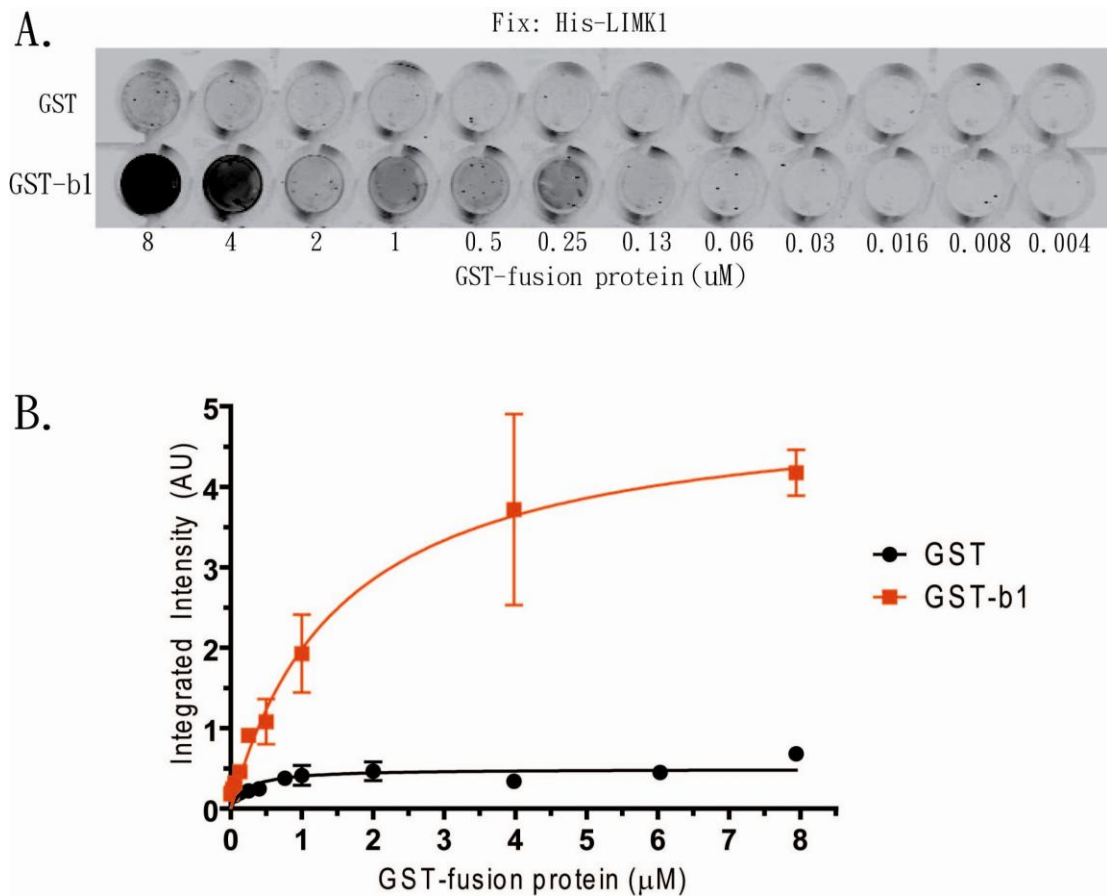 A.
Fix: His-LIMK1
GST
GST-b1
8 4 2 1 0.5 0.25 0.13 0.06 0.03 0.016 0.008 0.004
GST-fusion protein (uM)
B.
Integrated Intensity (AU)
5
4
3
2
1
0
0 1 2 3 4 5 6 7 8
GST-fusion protein (μM)
GST
GST-b1